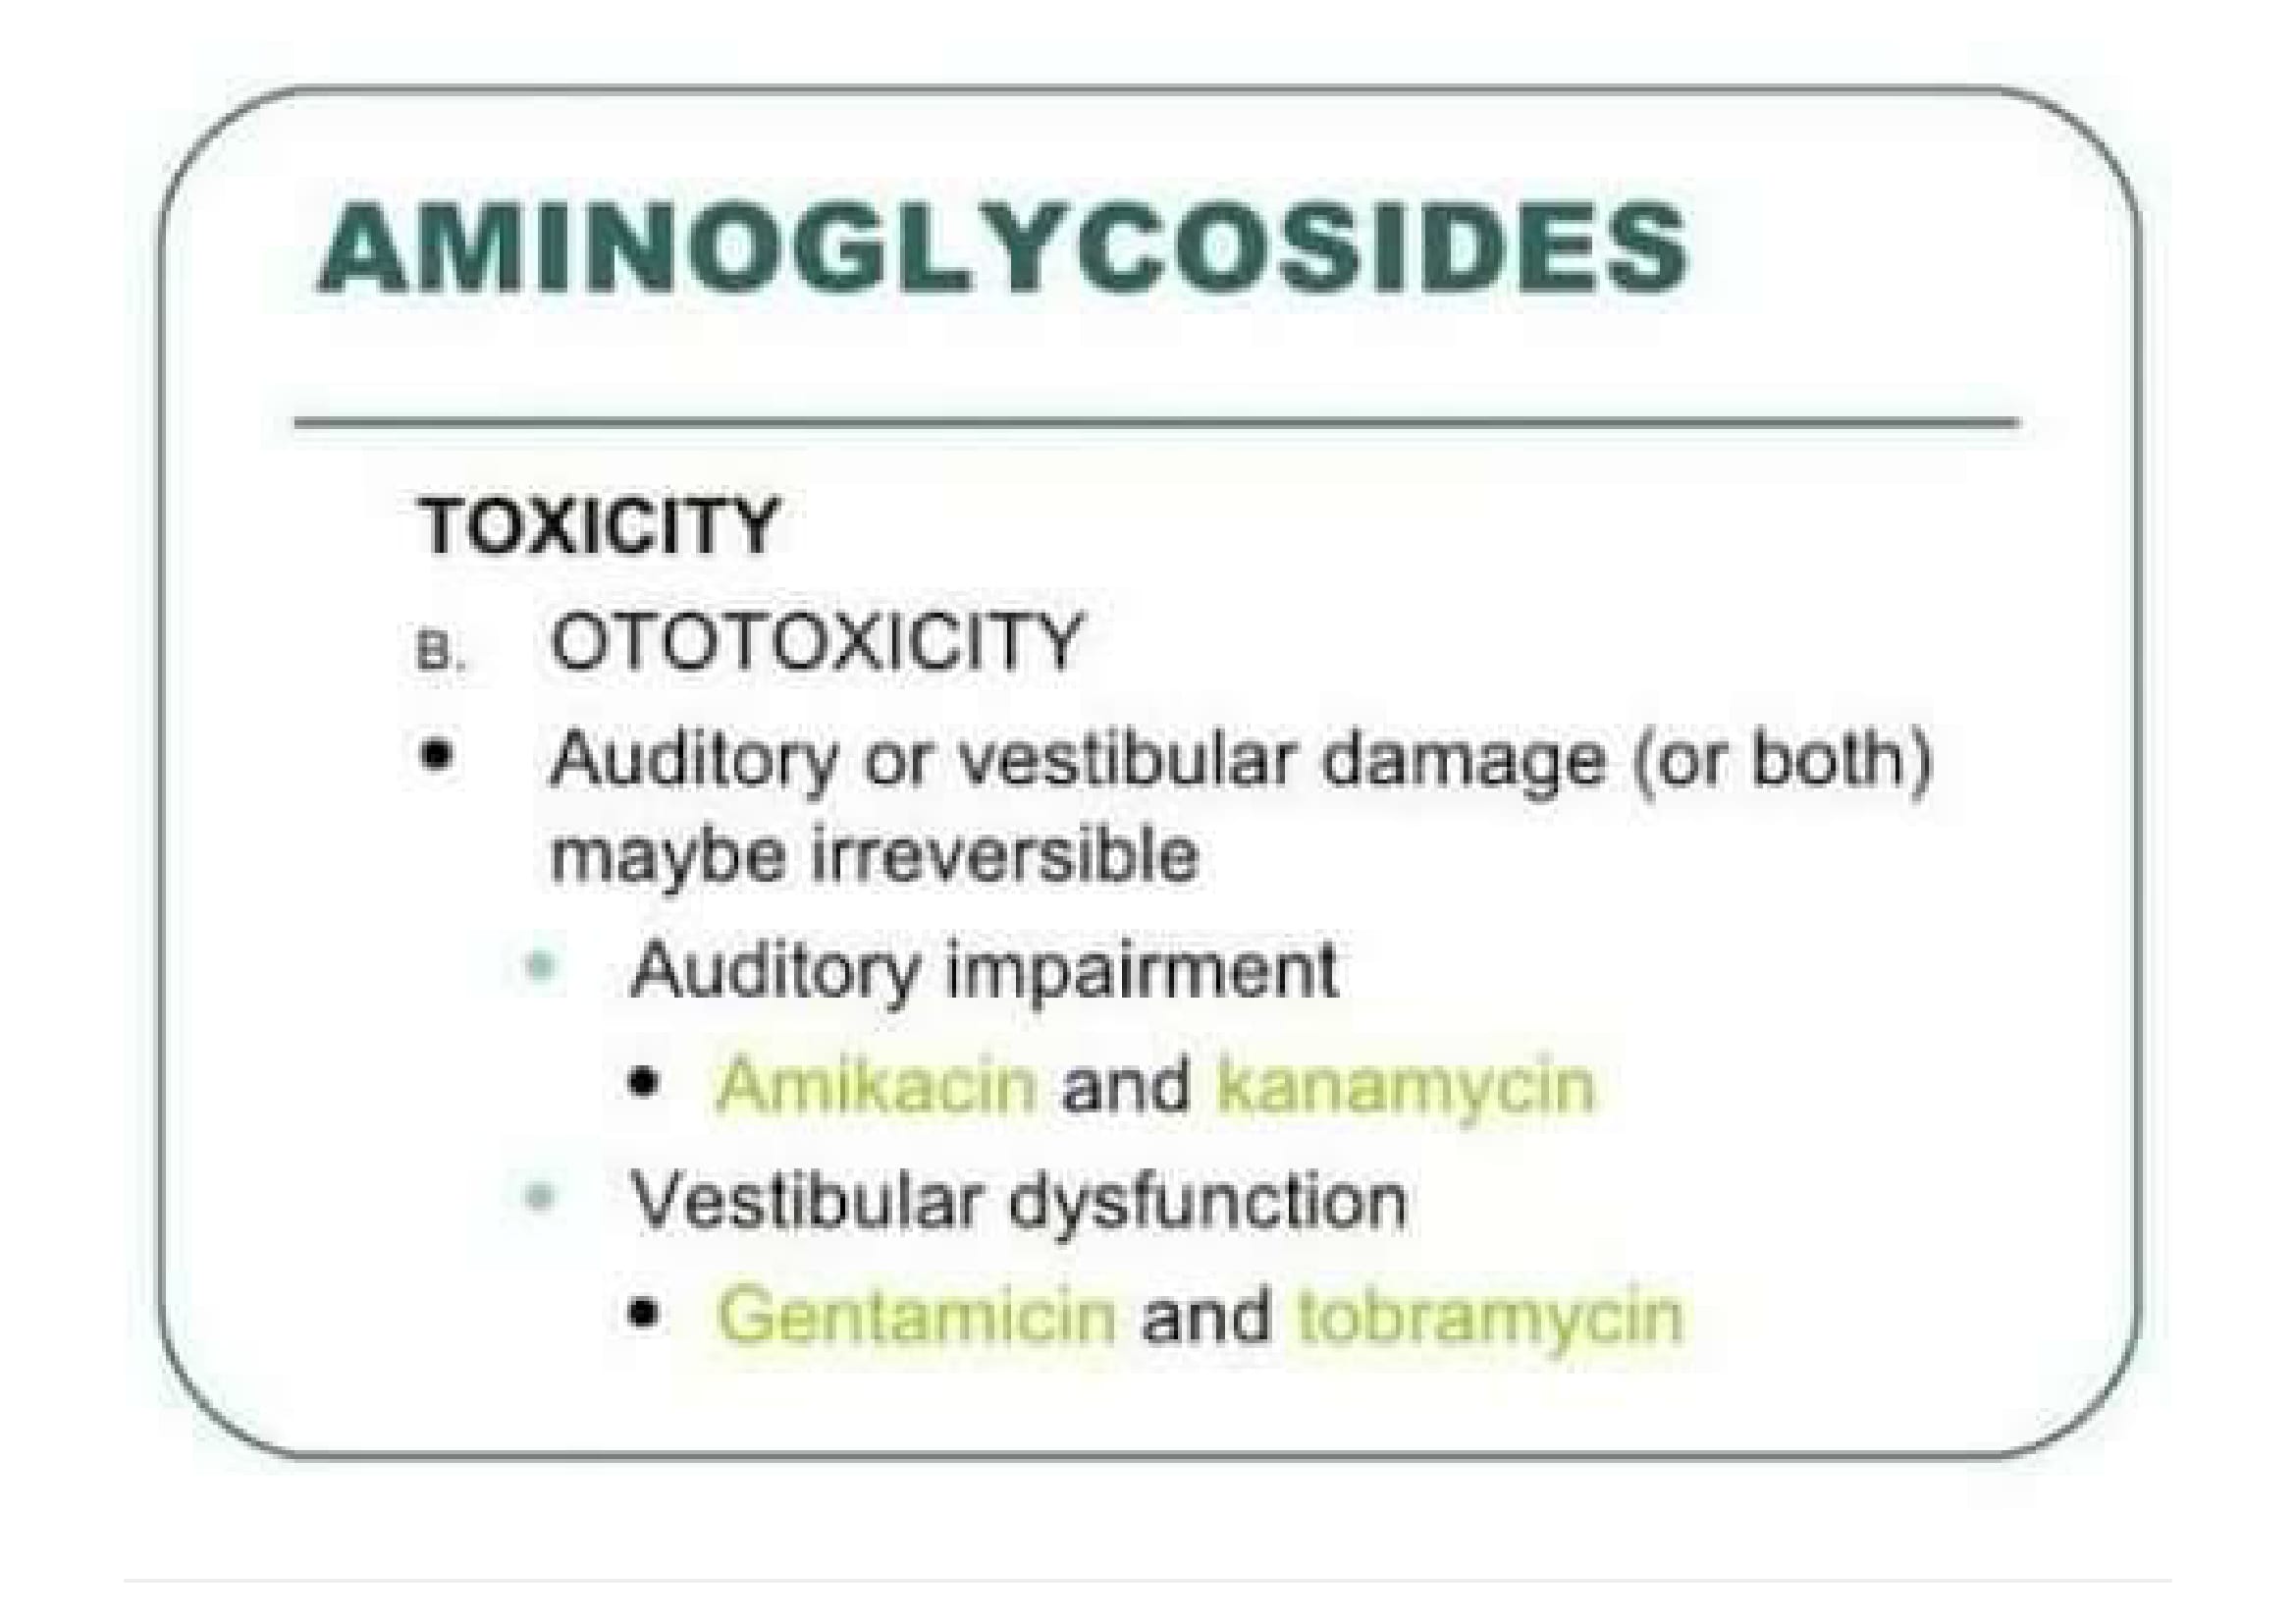 AMINOGLYCOSIDES
TOXICITY
B. OTOTOXICITY
• Auditory or vestibular damage (or both)
maybe irreversible
• Auditory impairment
• Amikacin and kanamycin
• Vestibular dysfunction
• Gentamicin and tobramycin